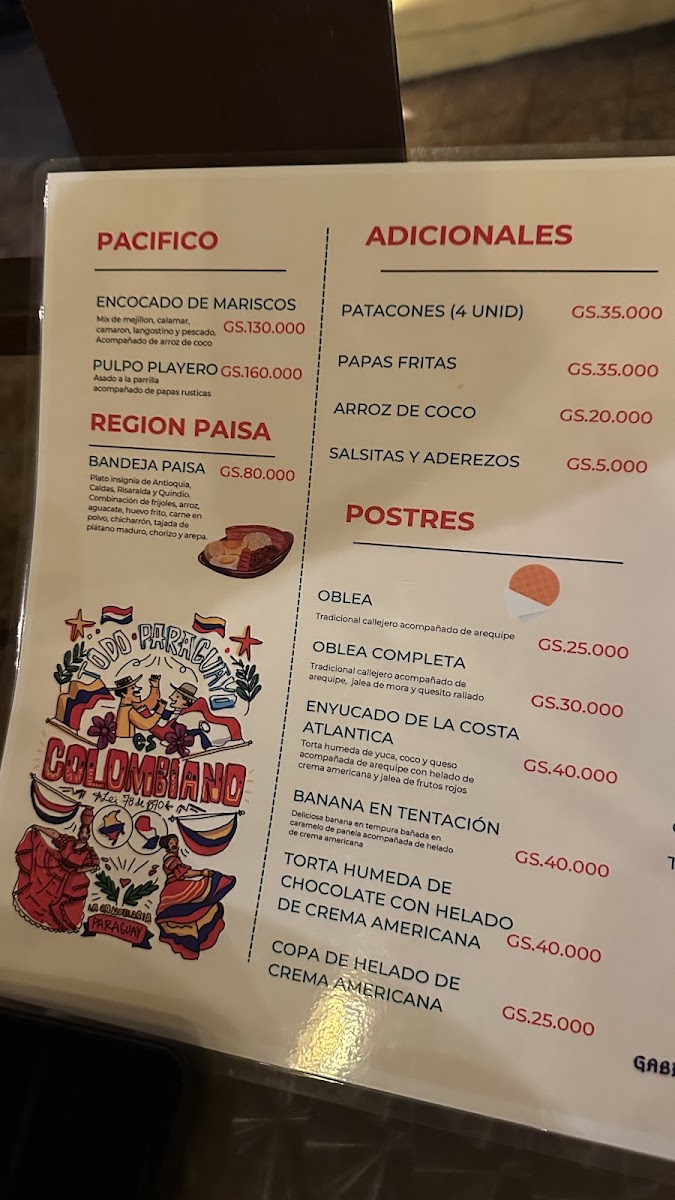 PACIFICO
ENCOCADO DE MARISCOS
Mix de mejillon, calamar,
camaron, langostino y pescado.
Acompañado de arroz de coco
GS.130.000
PULPO PLAYERO GS.160.000
Asado a la parrilla
acompañado de papas rusticas
REGION PAISA
BANDEJA PAISA GS.80.000
Plato insignia de Antioquia,
Caldas, Risaralda y Quindío.
Combinación de frijoles, arroz,
aguacate, huevo frito, carne en
polvo, chicharrón, tajada de
plátano maduro, chorizo y arepa.
TODO PARAGUAYO
es
COLOMBIANO
Ley 78 de 1870
LA CANDELARIA
PARAGUAY
ADICIONALES
PATACONES (4 UNID) GS.35.000
PAPAS FRITAS GS.35.000
ARROZ DE COCO GS.20.000
SALSITAS Y ADEREZOS GS.5.000
POSTRES
OBLEA
Tradicional callejero acompañado de arequipe
GS.25.000
OBLEA COMPLETA
Tradicional callejero acompañado de
arequipe, jalea de mora y quesito rallado
GS.30.000
ENYUCADO DE LA COSTA
ATLANTICA
Torta humeda de yuca, coco y queso
acompañada de arequipe con helado de
crema americana y jalea de frutos rojos
GS.40.000
BANANA EN TENTACIÓN
Deliciosa banana en tempura bañada en
caramelo de panela acompañada de helado
de crema americana
GS.40.000
TORTA HUMEDA DE
CHOCOLATE CON HELADO
DE CREMA AMERICANA GS.40.000
COPA DE HELADO DE
CREMA AMERICANA
GS.25.000